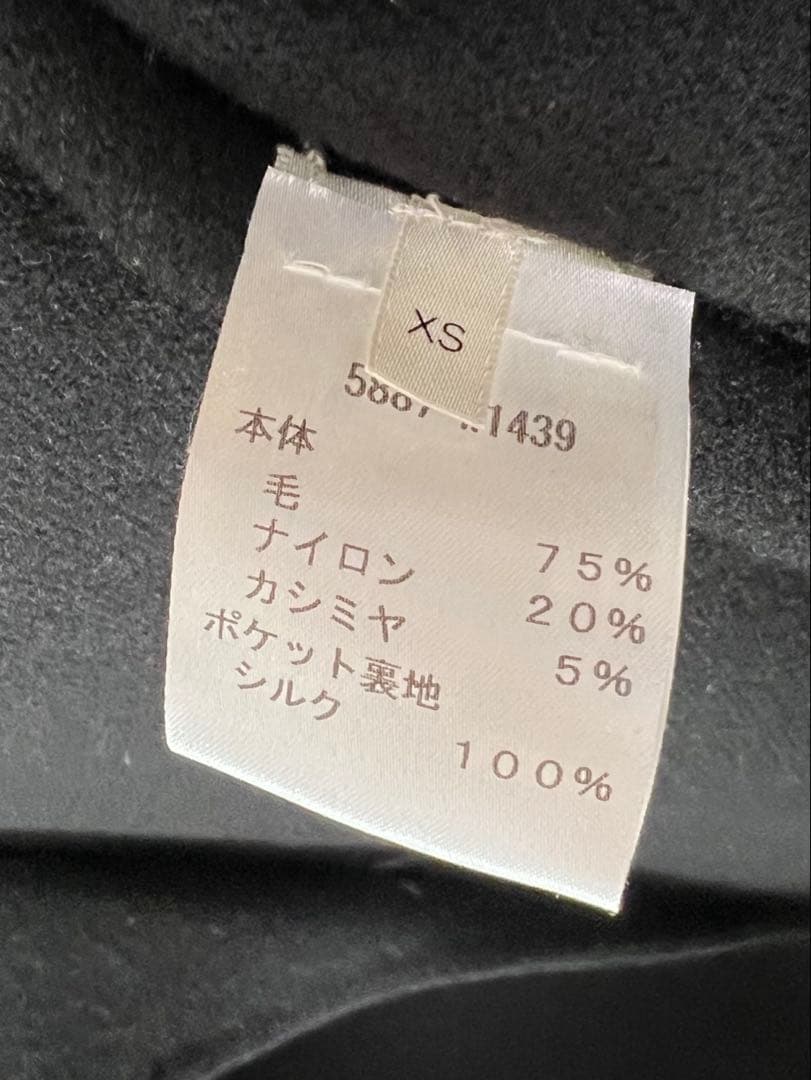 XS
1439
本体
毛 75%
ナイロン 20%
カシミヤ 5%
ポケット裏地
シルク 100%